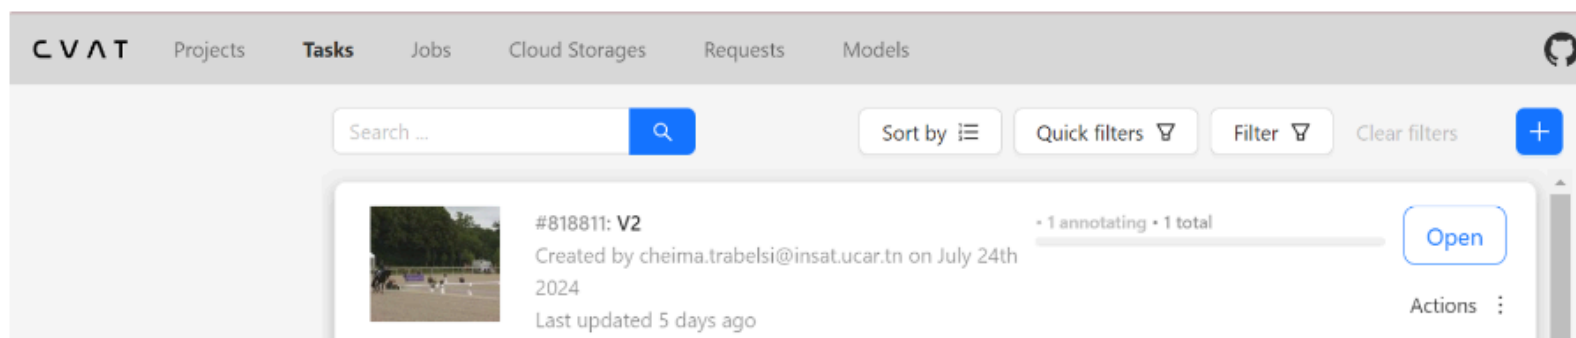 CVAT Projects Tasks Jobs Cloud Storages Requests Models
Search ... Sort by Quick filters Filter Clear filters
#818811: V2 • 1 annotating • 1 total Open
Created by cheima.trabelsi@insat.ucar.tn on July 24th
2024
Last updated 5 days ago Actions